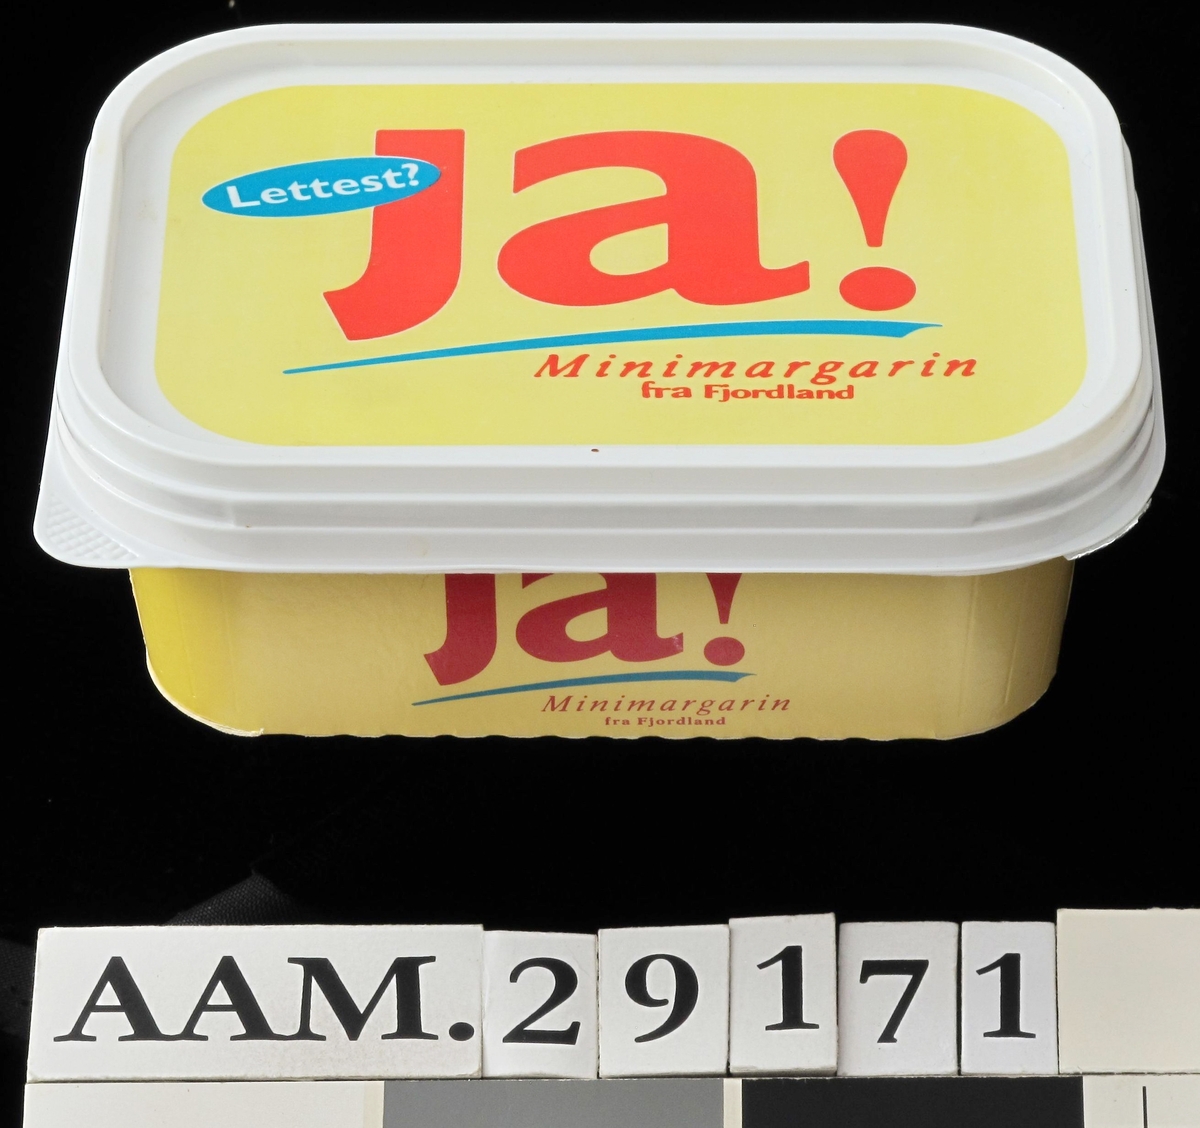 Lettest?
Ja!
Minimargarin
fra Fjordland
Ja!
Minimargarin
fra Fjordland
AAM.29171